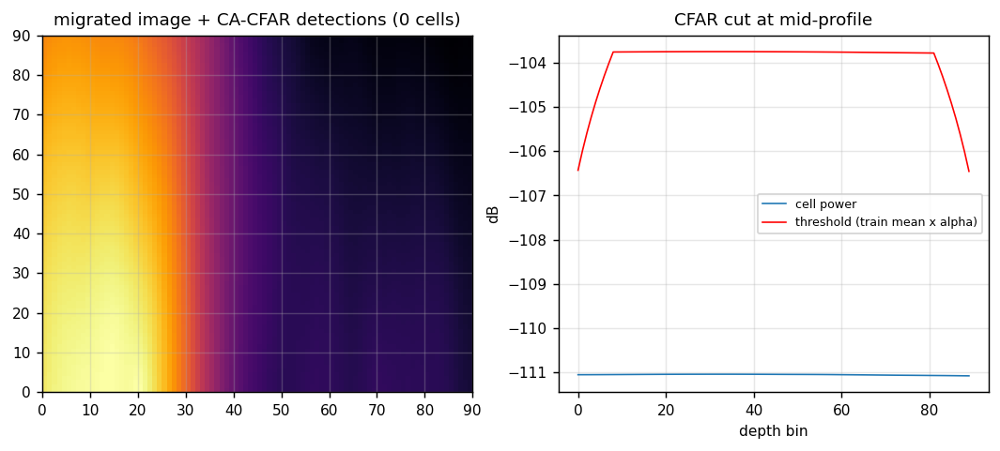 migrated image + CA-CFAR detections (0 cells)
90
80
70
60
50
40
30
20
10
0
0 10 20 30 40 50 60 70 80 90
CFAR cut at mid-profile
dB
−104
−105
−106
−107
−108
−109
−110
−111
cell power
threshold (train mean x alpha)
0 20 40 60 80
depth bin